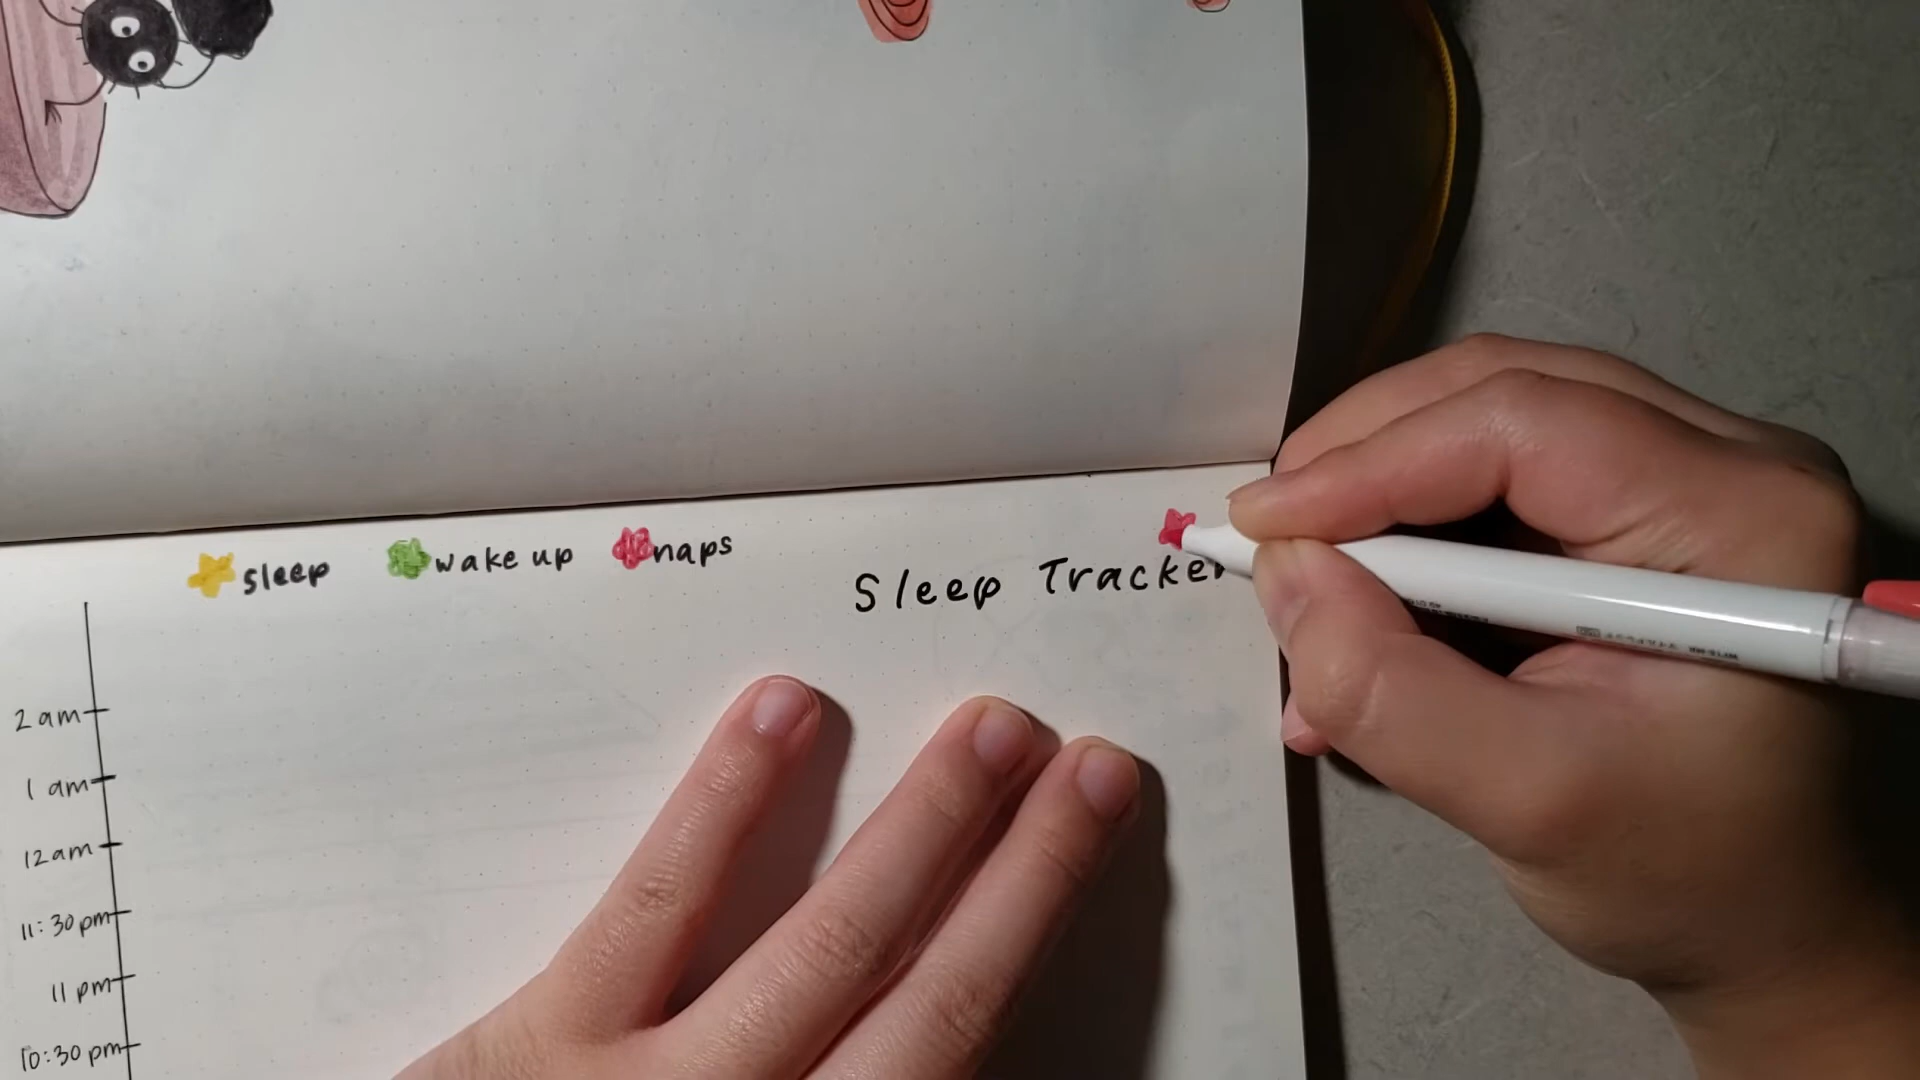 sleep wake up naps
Sleep Tracker
2 am
1 am
12 am
11:30 pm
11 pm
10:30 pm